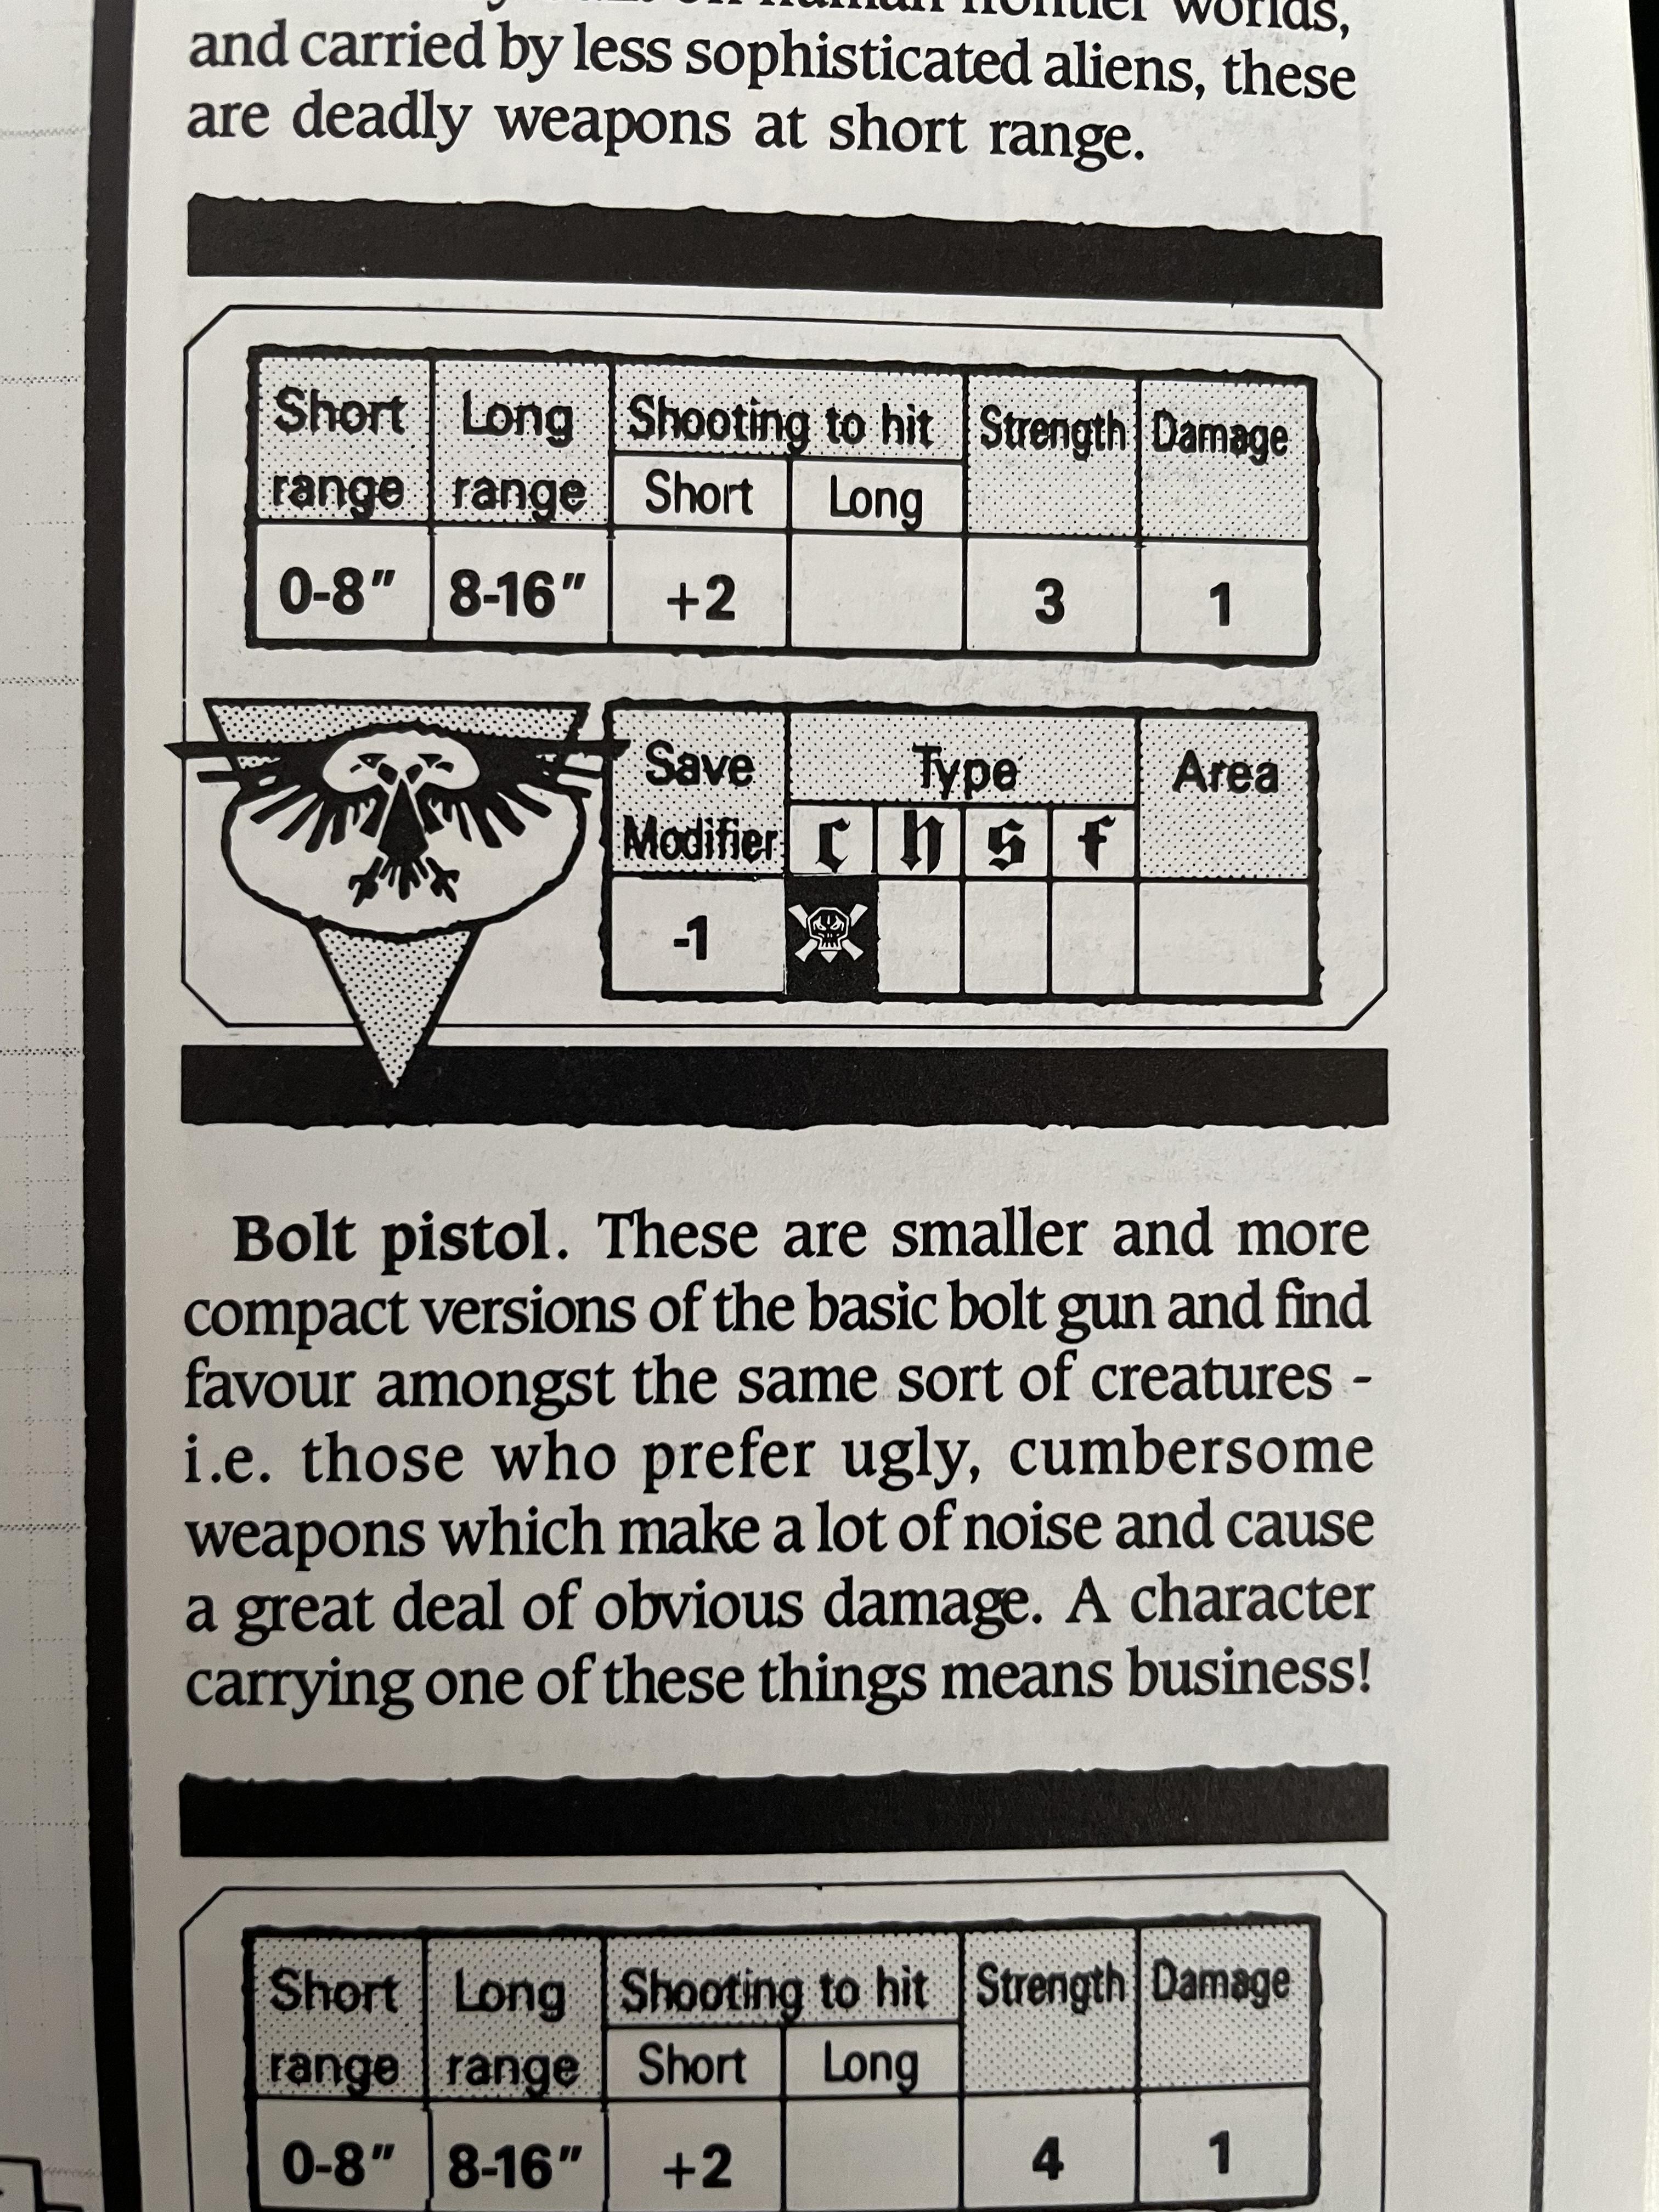 on human frontier worlds,
and carried by less sophisticated aliens, these
are deadly weapons at short range.
Short range Long range Shooting to hit Strength Damage
Short Long
0-8" 8-16" +2 3 1
Save Modifier Type Area
c h s f
-1
Bolt pistol. These are smaller and more
compact versions of the basic bolt gun and find
favour amongst the same sort of creatures -
i.e. those who prefer ugly, cumbersome
weapons which make a lot of noise and cause
a great deal of obvious damage. A character
carrying one of these things means business!
Short range Long range Shooting to hit Strength Damage
Short Long
0-8" 8-16" +2 4 1